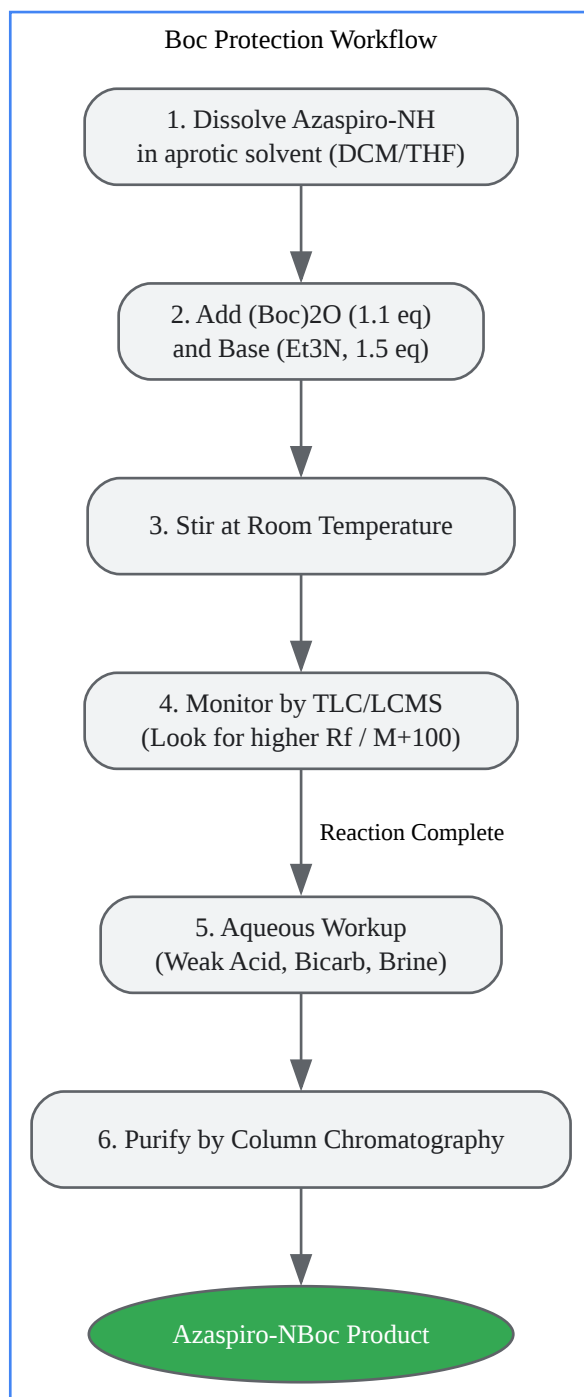 Boc Protection Workflow
1. Dissolve Azaspiro-NH
in aprotic solvent (DCM/THF)
2. Add (Boc)2O (1.1 eq)
and Base (Et3N, 1.5 eq)
3. Stir at Room Temperature
4. Monitor by TLC/LCMS
(Look for higher Rf / M+100)
Reaction Complete
5. Aqueous Workup
(Weak Acid, Bicarb, Brine)
6. Purify by Column Chromatography
Azaspiro-NBoc Product